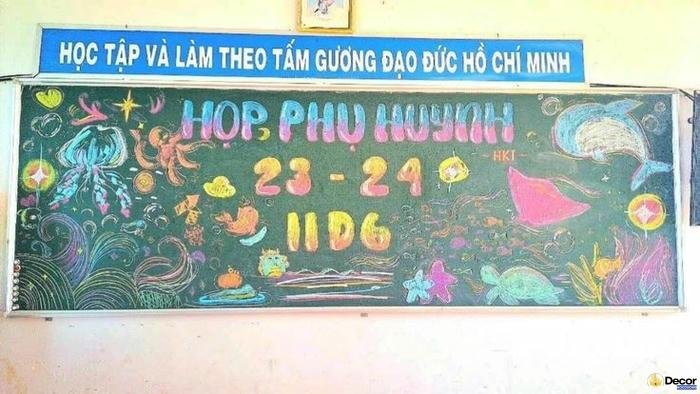 HỌC TẬP VÀ LÀM THEO TẤM GƯƠNG ĐẠO ĐỨC HỒ CHÍ MINH
HỌP PHỤ HUYNH
- HKI -
23 - 24
11D6
Decor